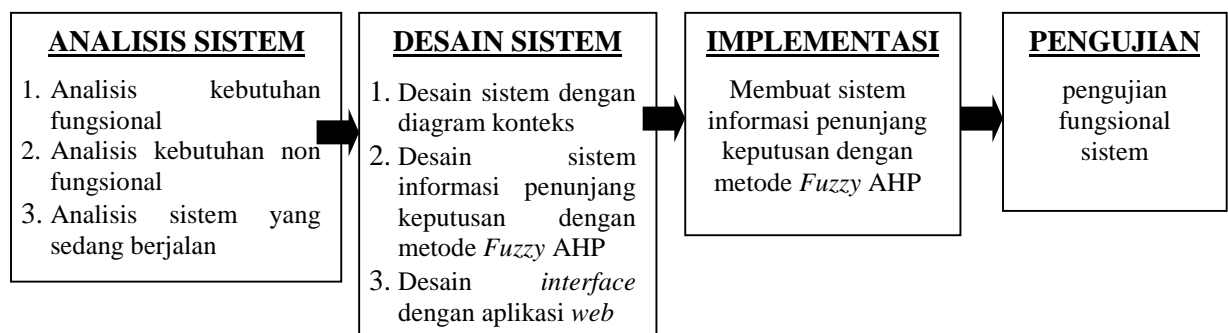 ANALISIS SISTEM
1. Analisis kebutuhan
fungsional
2. Analisis kebutuhan non
fungsional
3. Analisis sistem yang
sedang berjalan
DESAIN SISTEM
1. Desain sistem dengan
diagram konteks
2. Desain sistem
informasi penunjang
keputusan dengan
metode Fuzzy AHP
3. Desain interface
dengan aplikasi web
IMPLEMENTASI
Membuat sistem
informasi penunjang
keputusan dengan
metode Fuzzy AHP
PENGUJIAN
pengujian
fungsional
sistem